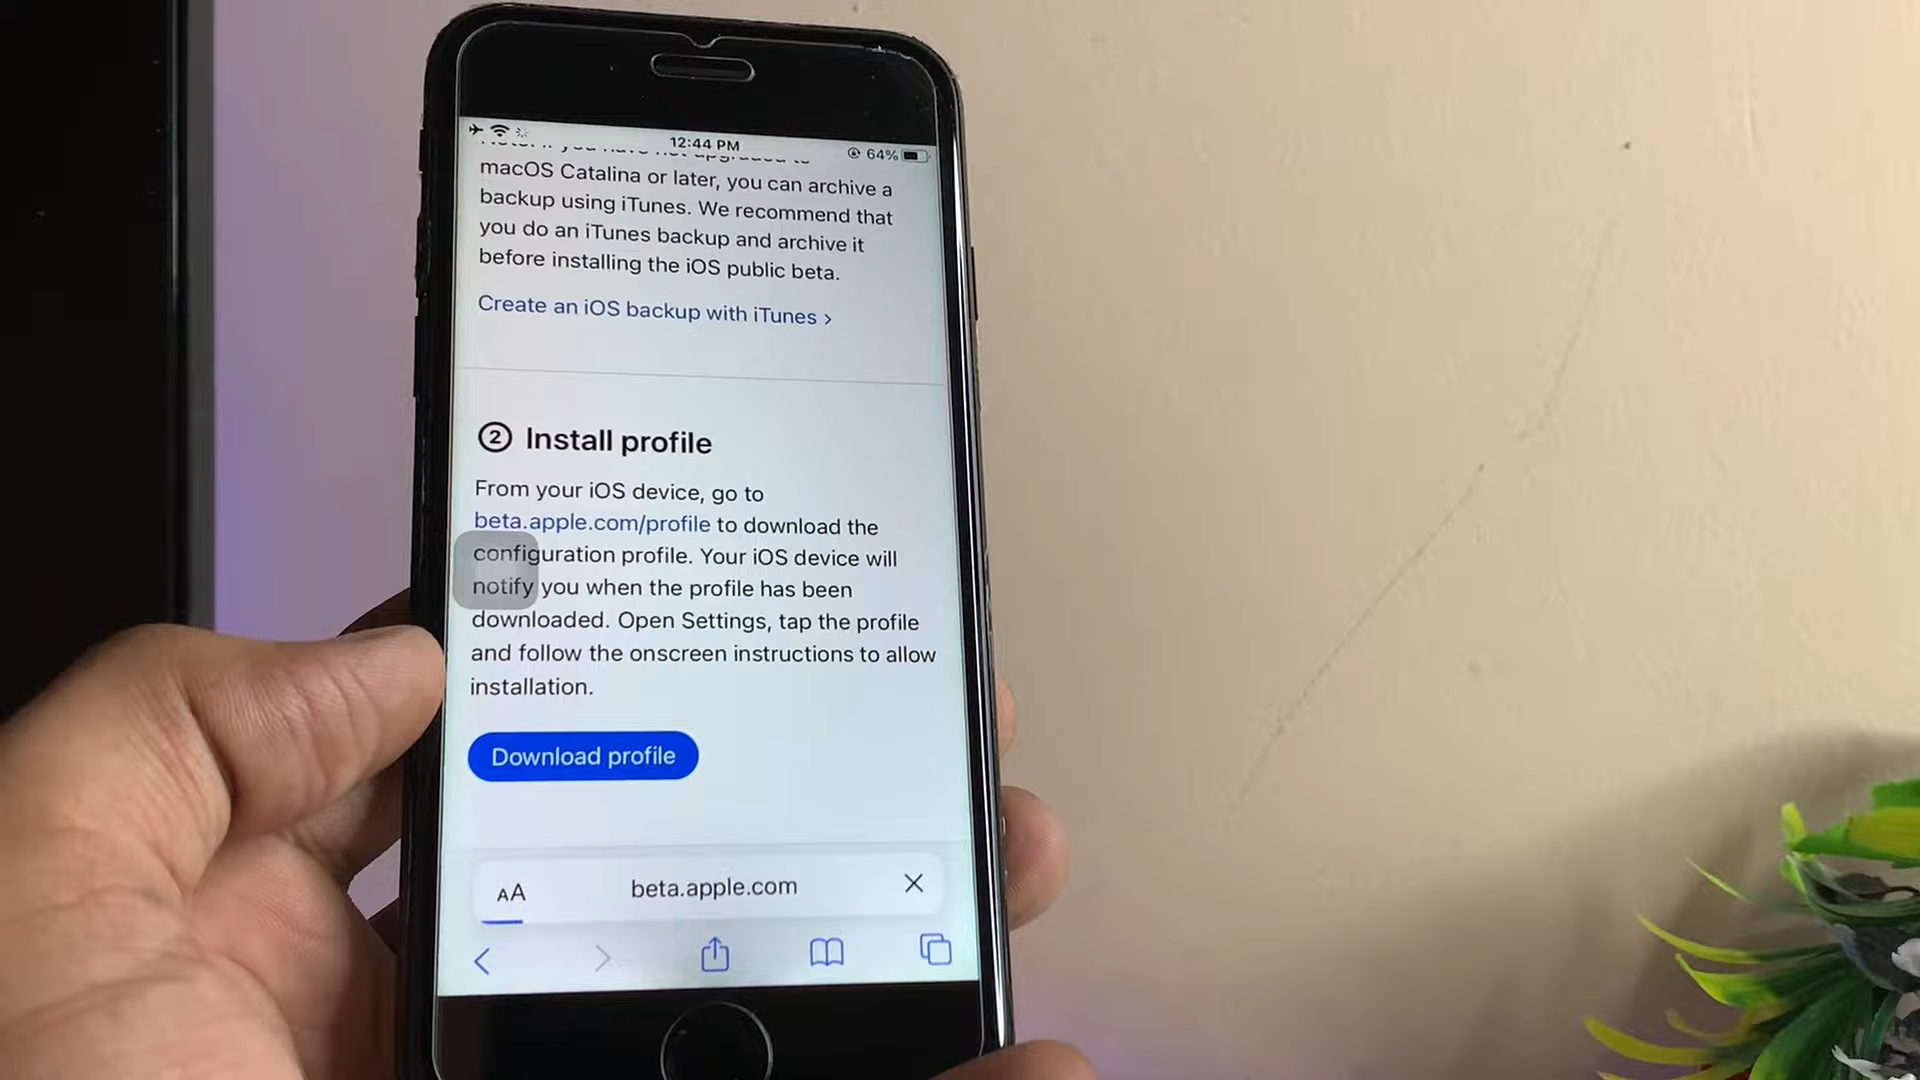 12:44 PM
64%
macOS Catalina or later, you can archive a
backup using iTunes. We recommend that
you do an iTunes backup and archive it
before installing the iOS public beta.
Create an iOS backup with iTunes >
2 Install profile
From your iOS device, go to
beta.apple.com/profile to download the
configuration profile. Your iOS device will
notify you when the profile has been
downloaded. Open Settings, tap the profile
and follow the onscreen instructions to allow
installation.
Download profile
AA beta.apple.com